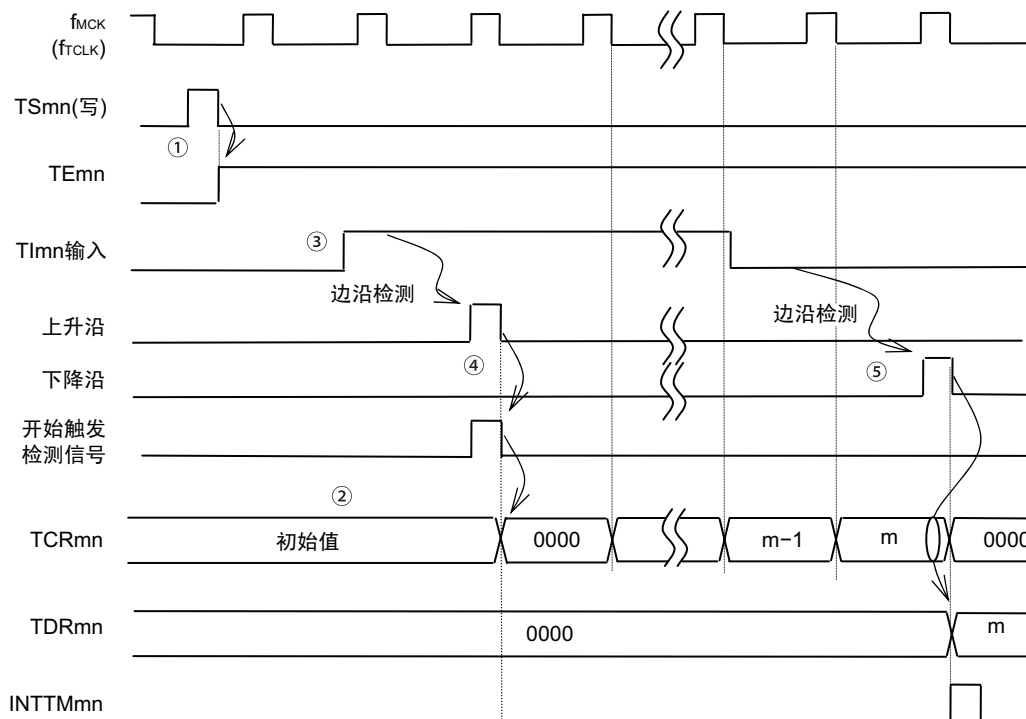 fMCK
(fTCLK)
TSmn(写)
①
TEmn
TImn输入
③
边沿检测
边沿检测
上升沿
④
⑤
下降沿
开始触发
检测信号
②
TCRmn
初始值
0000
m−1
m
0000
TDRmn
0000
m
INTTMmn